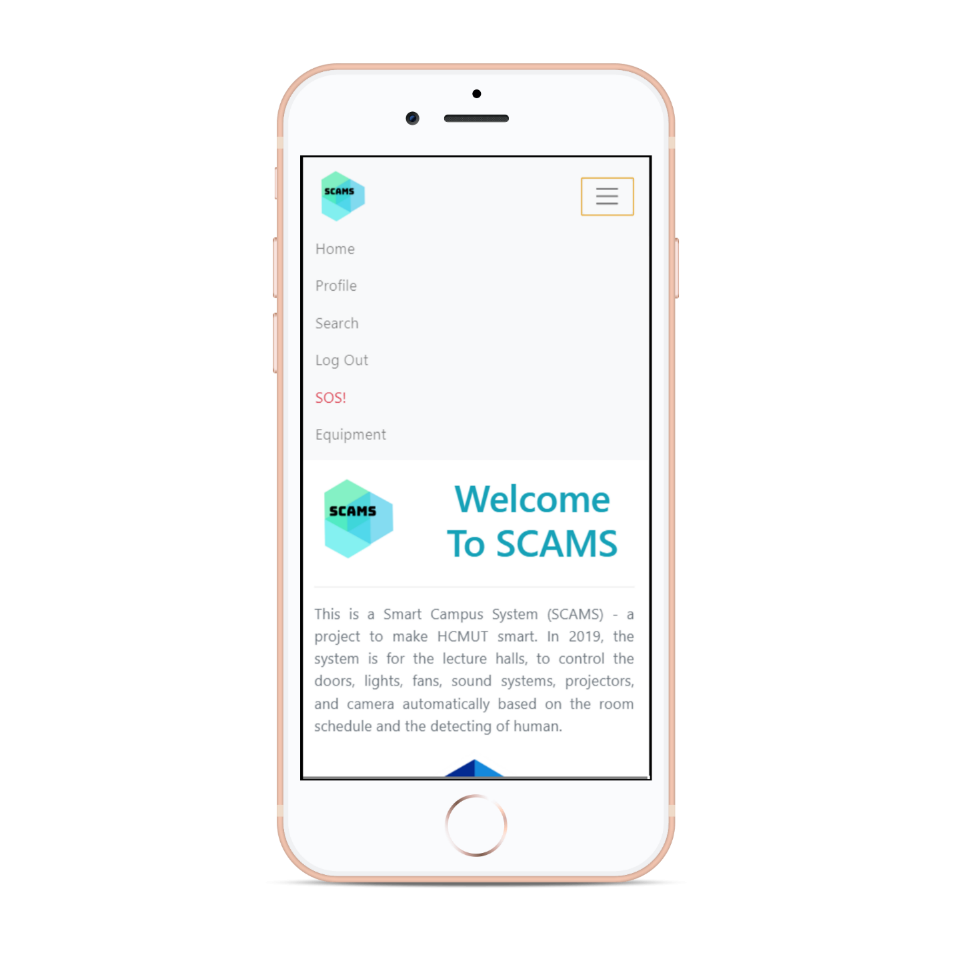 SCAMS
Home
Profile
Search
Log Out
SOS!
Equipment
SCAMS
Welcome
To SCAMS
This is a Smart Campus System (SCAMS) - a
project to make HCMUT smart. In 2019, the
system is for the lecture halls, to control the
doors, lights, fans, sound systems, projectors,
and camera automatically based on the room
schedule and the detecting of human.